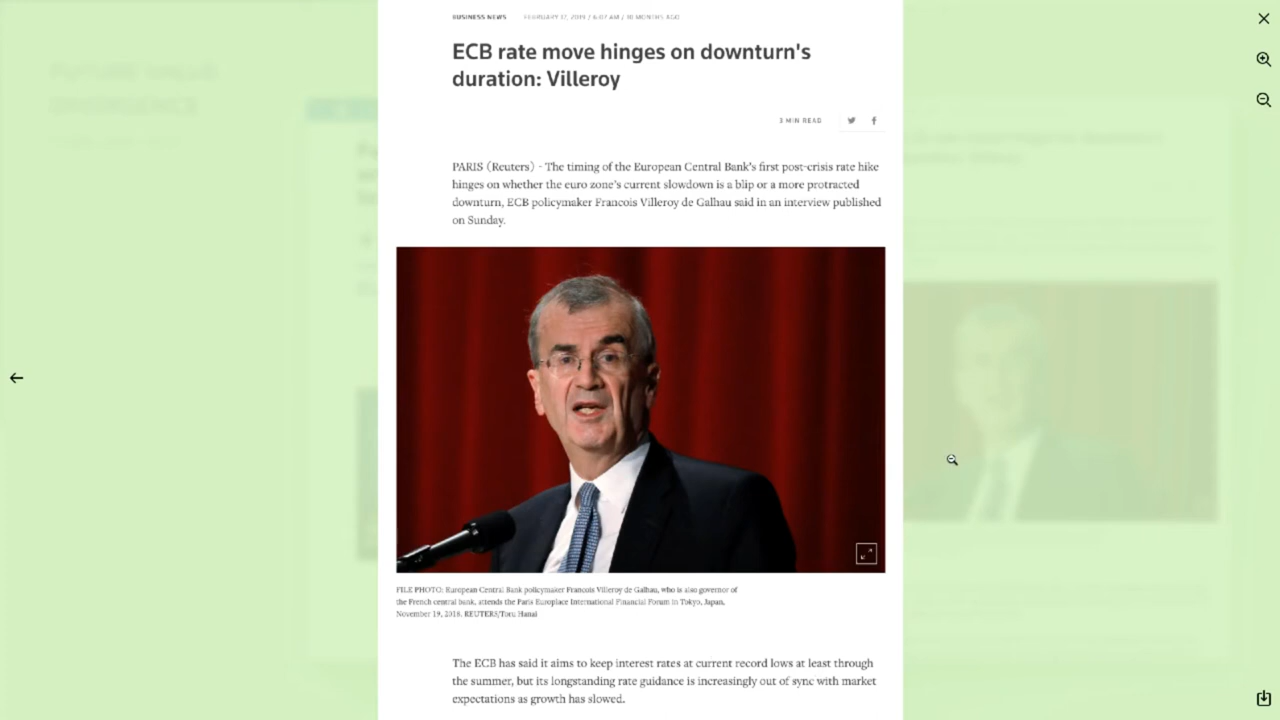 BUSINESS NEWS FEBRUARY 17, 2019 / 6:07 AM / 10 MONTHS AGO
ECB rate move hinges on downturn's
duration: Villeroy
3 MIN READ
PARIS (Reuters) - The timing of the European Central Bank’s first post-crisis rate hike
hinges on whether the euro zone’s current slowdown is a blip or a more protracted
downturn, ECB policymaker Francois Villeroy de Galhau said in an interview published
on Sunday.
FILE PHOTO: European Central Bank policymaker Francois Villeroy de Galhau, who is also governor of
the French central bank, attends the Paris Europlace International Financial Forum in Tokyo, Japan,
November 19, 2018. REUTERS/Toru Hanai
The ECB has said it aims to keep interest rates at current record lows at least through
the summer, but its longstanding rate guidance is increasingly out of sync with market
expectations as growth has slowed.